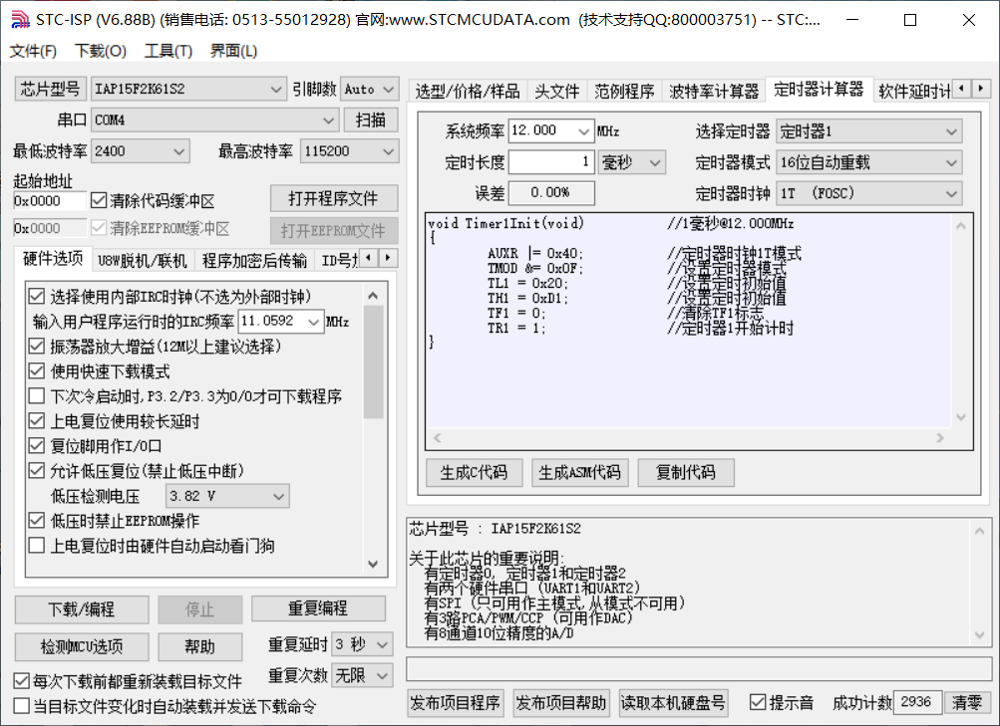 STC-ISP (V6.88B) (销售电话: 0513-55012928) 官网:www.STCMCUDATA.com  (技术支持QQ:800003751) -- STC:...
文件(F) 下载(O) 工具(T) 界面(L)
芯片型号 IAP15F2K61S2 引脚数 Auto
串口 COM4 扫描
最低波特率 2400 最高波特率 115200
起始地址
0x0000 清除代码缓冲区 打开程序文件
0x0000 清除EEPROM缓冲区 打开EEPROM文件
硬件选项 U8W脱机/联机 程序加密后传输 ID号
选择使用内部IRC时钟(不选为外部时钟)
输入用户程序运行时的IRC频率 11.0592 MHz
振荡器放大增益(12M以上建议选择)
使用快速下载模式
下次冷启动时,P3.2/P3.3为0/0才可下载程序
上电复位使用较长延时
复位脚用作I/O口
允许低压复位(禁止低压中断)
低压检测电压 3.82 V
低压时禁止EEPROM操作
上电复位时由硬件自动启动看门狗
下载/编程 停止 重复编程
检测MCU选项 帮助 重复延时 3 秒
重复次数 无限
每次下载前都重新装载目标文件
当目标文件变化时自动装载并发送下载命令
选型/价格/样品 头文件 范例程序 波特率计算器 定时器计算器 软件延时计
系统频率 12.000 MHz 选择定时器 定时器1
定时长度 1 毫秒 定时器模式 16位自动重载
误差 0.00% 定时器时钟 1T (FOSC)
void Timer1Init(void) //1毫秒@12.000MHz
{
AUXR |= 0x40; //定时器时钟1T模式
TMOD &= 0x0F; //设置定时器模式
TL1 = 0x20; //设置定时初始值
TH1 = 0xD1; //设置定时初始值
TF1 = 0; //清除TF1标志
TR1 = 1; //定时器1开始计时
}
生成C代码 生成ASM代码 复制代码
芯片型号 : IAP15F2K61S2
关于此芯片的重要说明:
有定时器0, 定时器1和定时器2
有两个硬件串口 (UART1和UART2)
有SPI (只可用作主模式,从模式不可用)
有3路PCA/PWM/CCP (可用作DAC)
有8通道10位精度的A/D
发布项目程序 发布项目帮助 读取本机硬盘号 提示音 成功计数 2936 清零